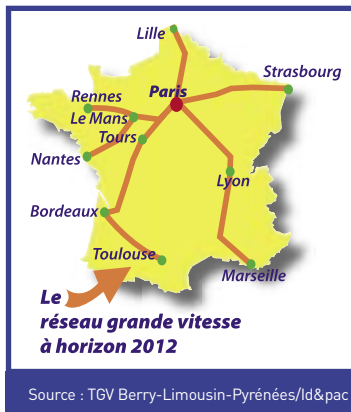 Lille
Strasbourg
Paris
Rennes
Le Mans
Tours
Nantes
Lyon
Bordeaux
Toulouse
Marseille
Le
réseau grande vitesse
à horizon 2012
Source : TGV Berry-Limousin-Pyrénées/Id&pac